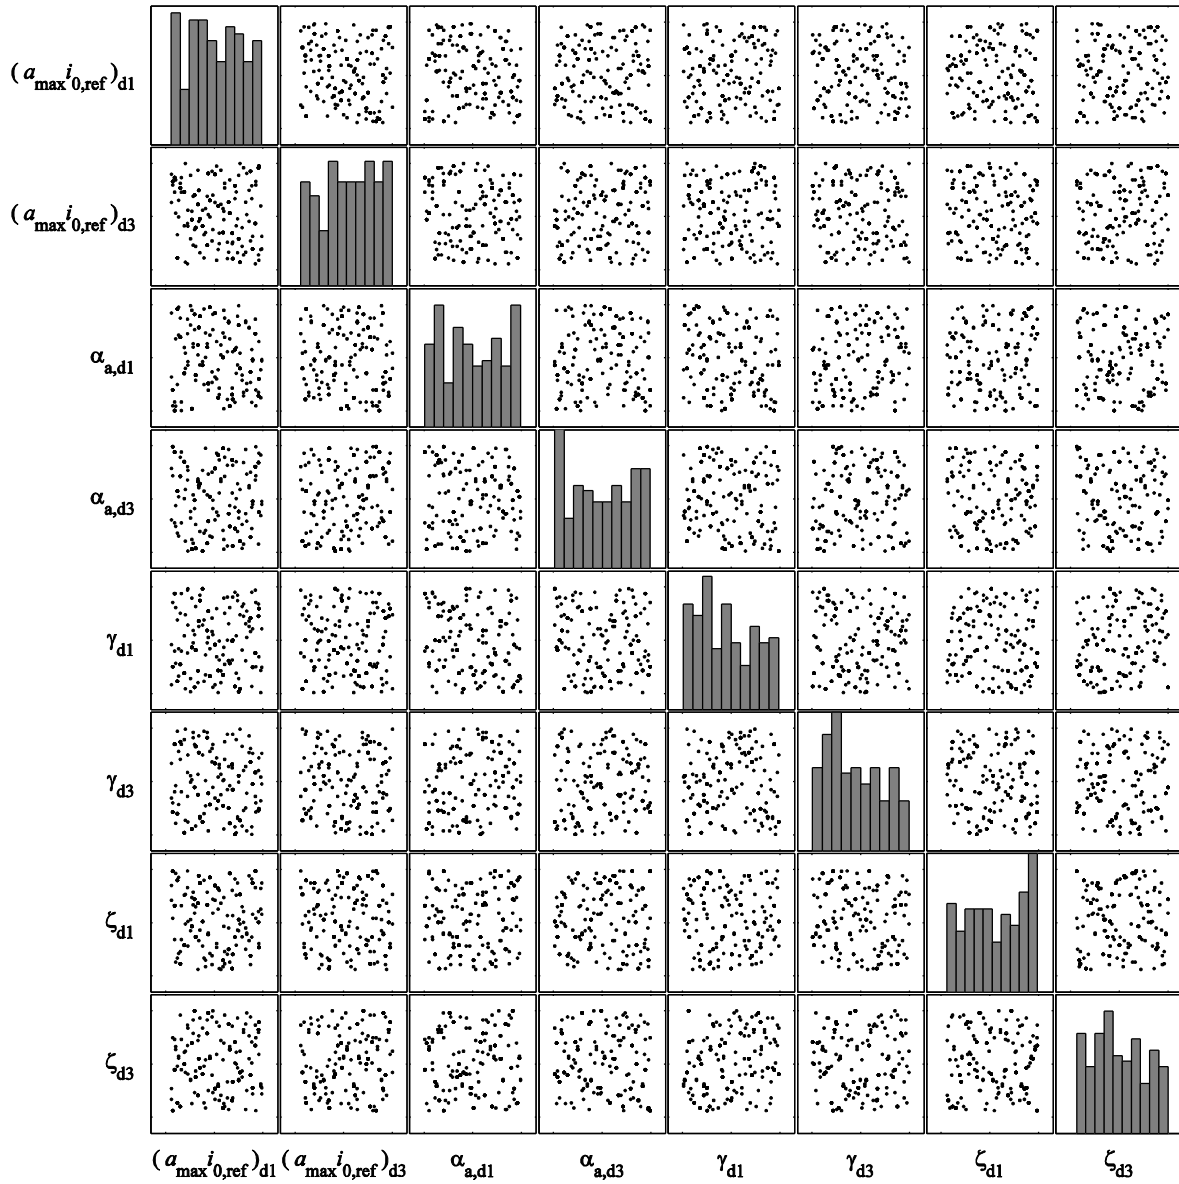 (a_max i_0,ref)_d1
(a_max i_0,ref)_d3
α_a,d1
α_a,d3
γ_d1
γ_d3
ζ_d1
ζ_d3
(a_max i_0,ref)_d1 (a_max i_0,ref)_d3 α_a,d1 α_a,d3 γ_d1 γ_d3 ζ_d1 ζ_d3